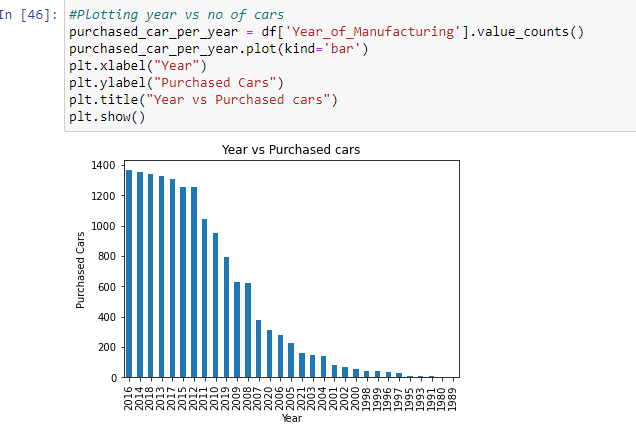 In [46]: #Plotting year vs no of cars
purchased_car_per_year = df['Year_of_Manufacturing'].value_counts()
purchased_car_per_year.plot(kind='bar')
plt.xlabel("Year")
plt.ylabel("Purchased Cars")
plt.title("Year vs Purchased cars")
plt.show()
Year vs Purchased cars
1400
1200
1000
800
600
400
200
0
Purchased Cars
2016 2014 2018 2013 2017 2015 2012 2011 2010 2019 2009 2008 2007 2020 2006 2005 2021 2003 2004 2001 2002 2000 1998 1999 1996 1997 1995 1993 1991 1980 1989
Year